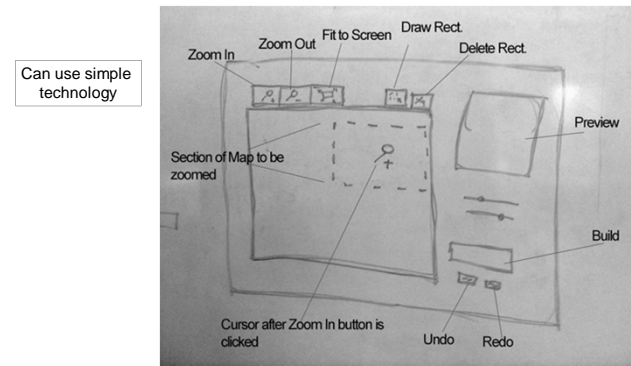 Can use simple
technology
Zoom In
Zoom Out
Fit to Screen
Draw Rect.
Delete Rect.
Preview
Section of Map to be
zoomed
Build
Cursor after Zoom In button is
clicked
Undo
Redo